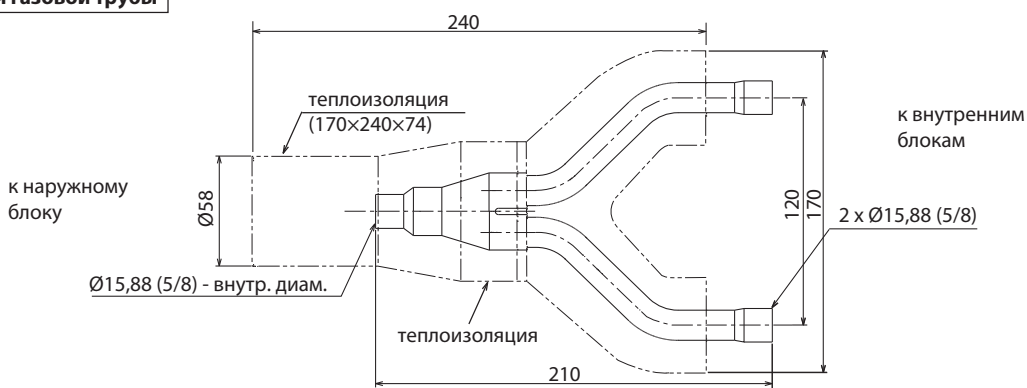 газовой трубы
240
теплоизоляция
(170×240×74)
к внутренним
блокам
к наружному
блоку
Ø58
120
170
2 x Ø15,88 (5/8)
Ø15,88 (5/8) - внутр. диам.
теплоизоляция
210